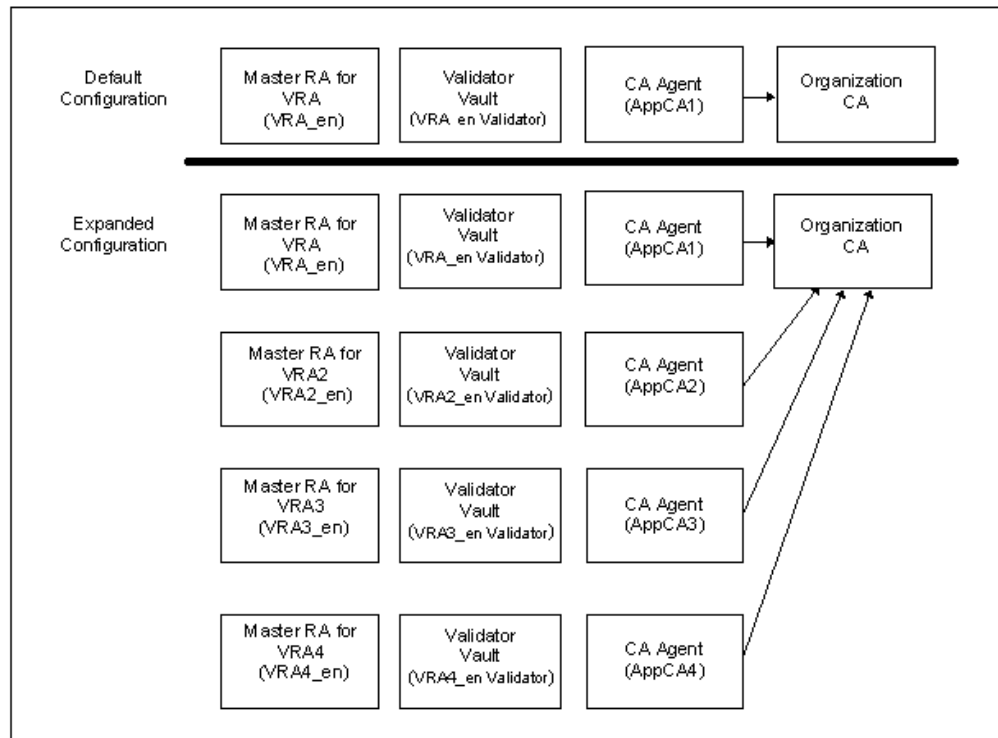 Default
Configuration
Master RA for
VRA
(VRA_en)
Validator
Vault
(VRA_en Validator)
CA Agent
(AppCA1)
Organization
CA
Expanded
Configuration
Master RA for
VRA
(VRA_en)
Validator
Vault
(VRA_en Validator)
CA Agent
(AppCA1)
Organization
CA
Master RA for
VRA2
(VRA2_en)
Validator
Vault
(VRA2_en Validator)
CA Agent
(AppCA2)
Master RA for
VRA3
(VRA3_en)
Validator
Vault
(VRA3_en Validator)
CA Agent
(AppCA3)
Master RA for
VRA4
(VRA4_en)
Validator
Vault
(VRA4_en Validator)
CA Agent
(AppCA4)